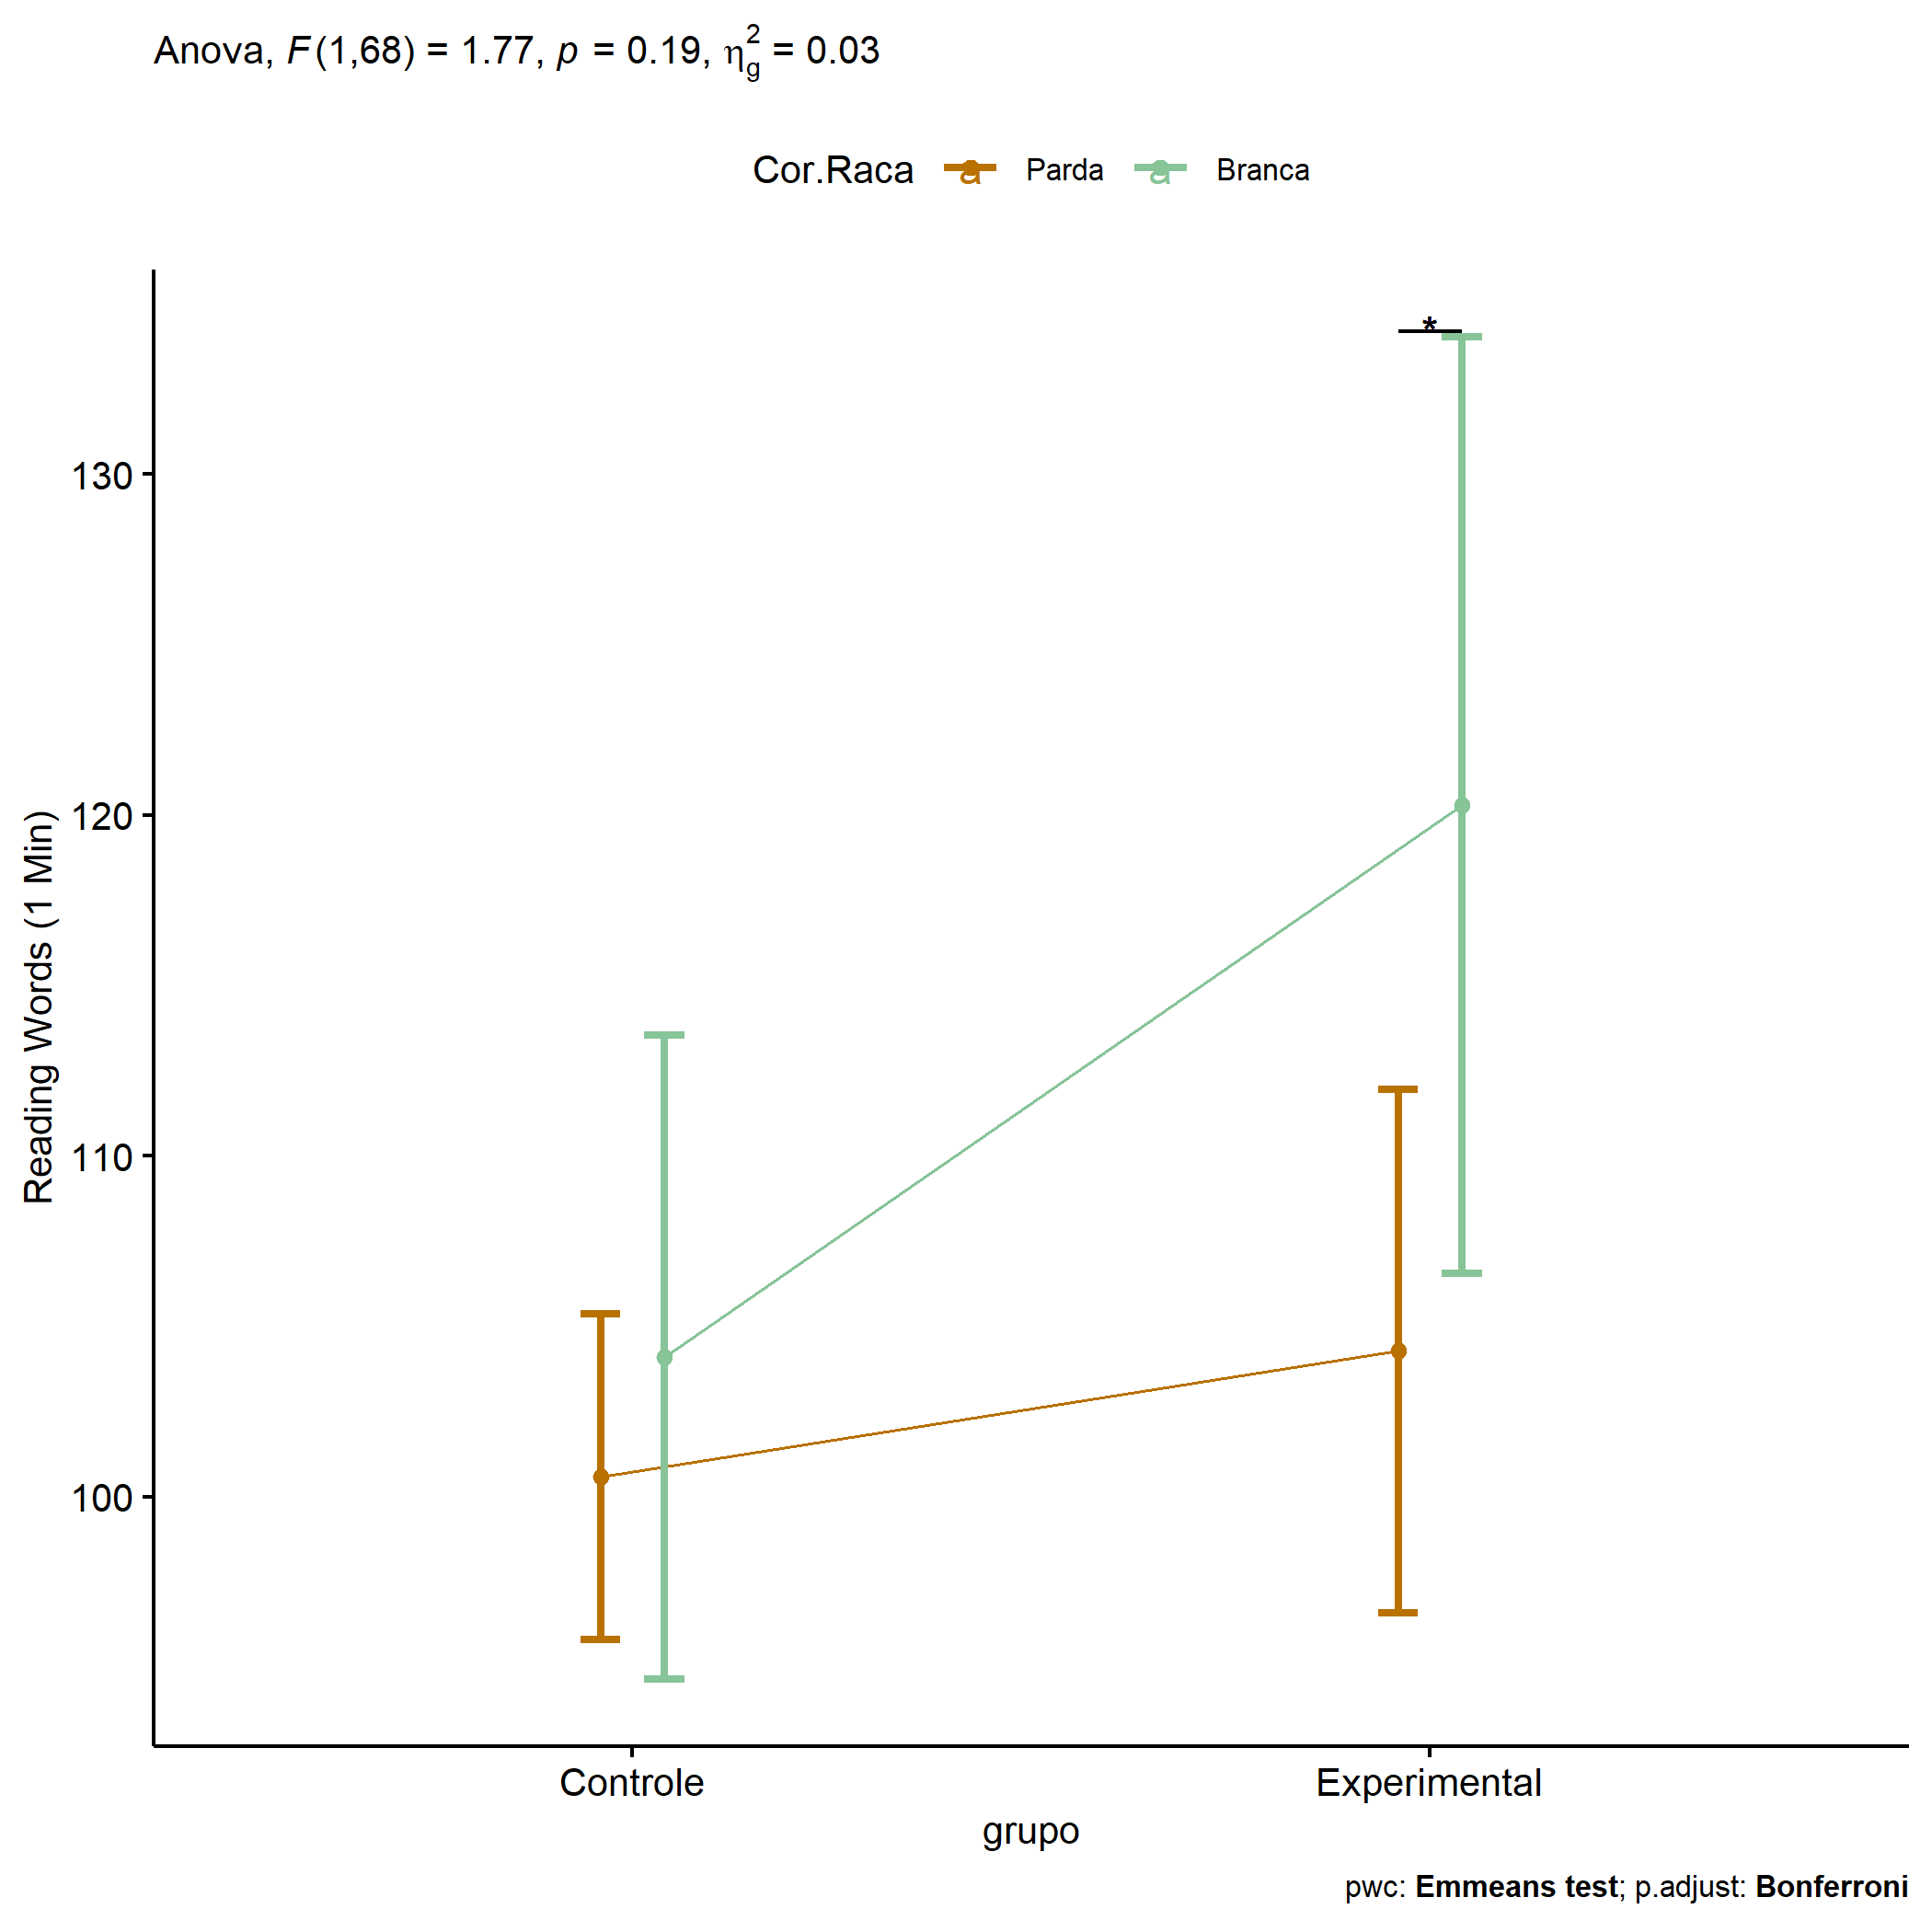 Anova, F(1,68) = 1.77, p = 0.19, η²g = 0.03
Cor.Raca a Parda a Branca
*
130
120
110
100
Reading Words (1 Min)
Controle Experimental
grupo
pwc: Emmeans test; p.adjust: Bonferroni